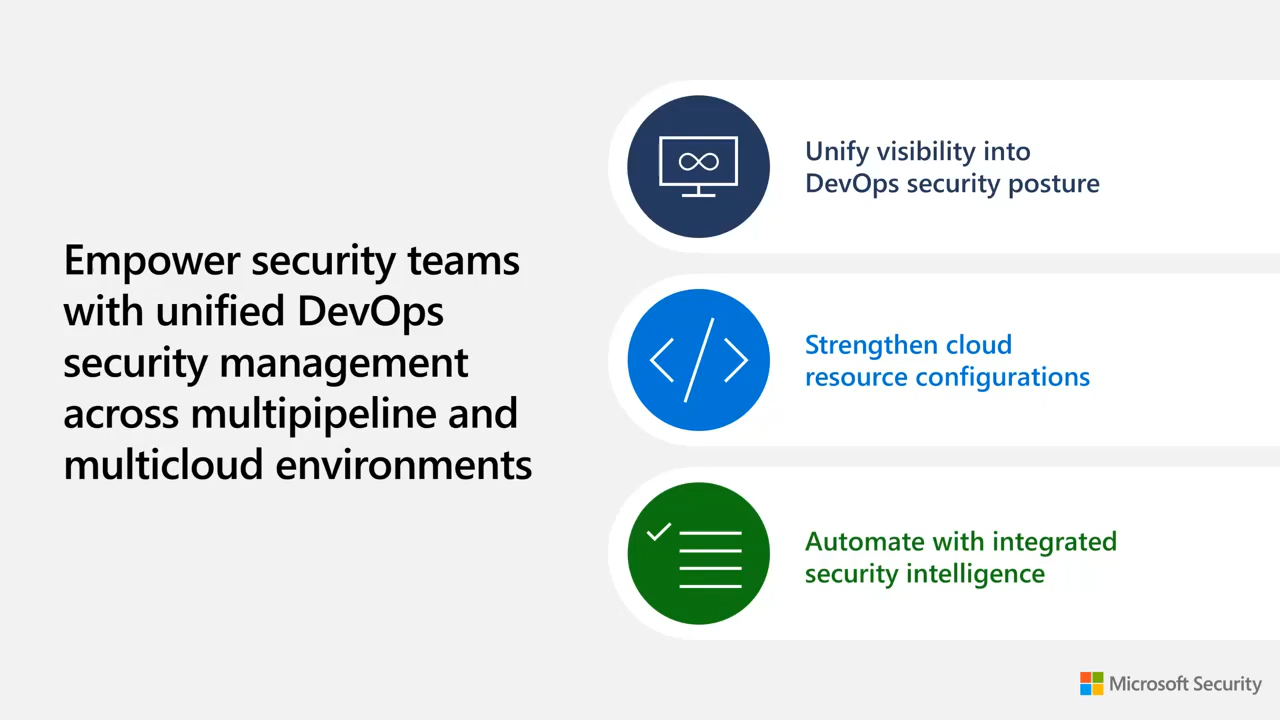 Empower security teams
with unified DevOps
security management
across multipipeline and
multicloud environments
Unify visibility into
DevOps security posture
Strengthen cloud
resource configurations
Automate with integrated
security intelligence
Microsoft Security